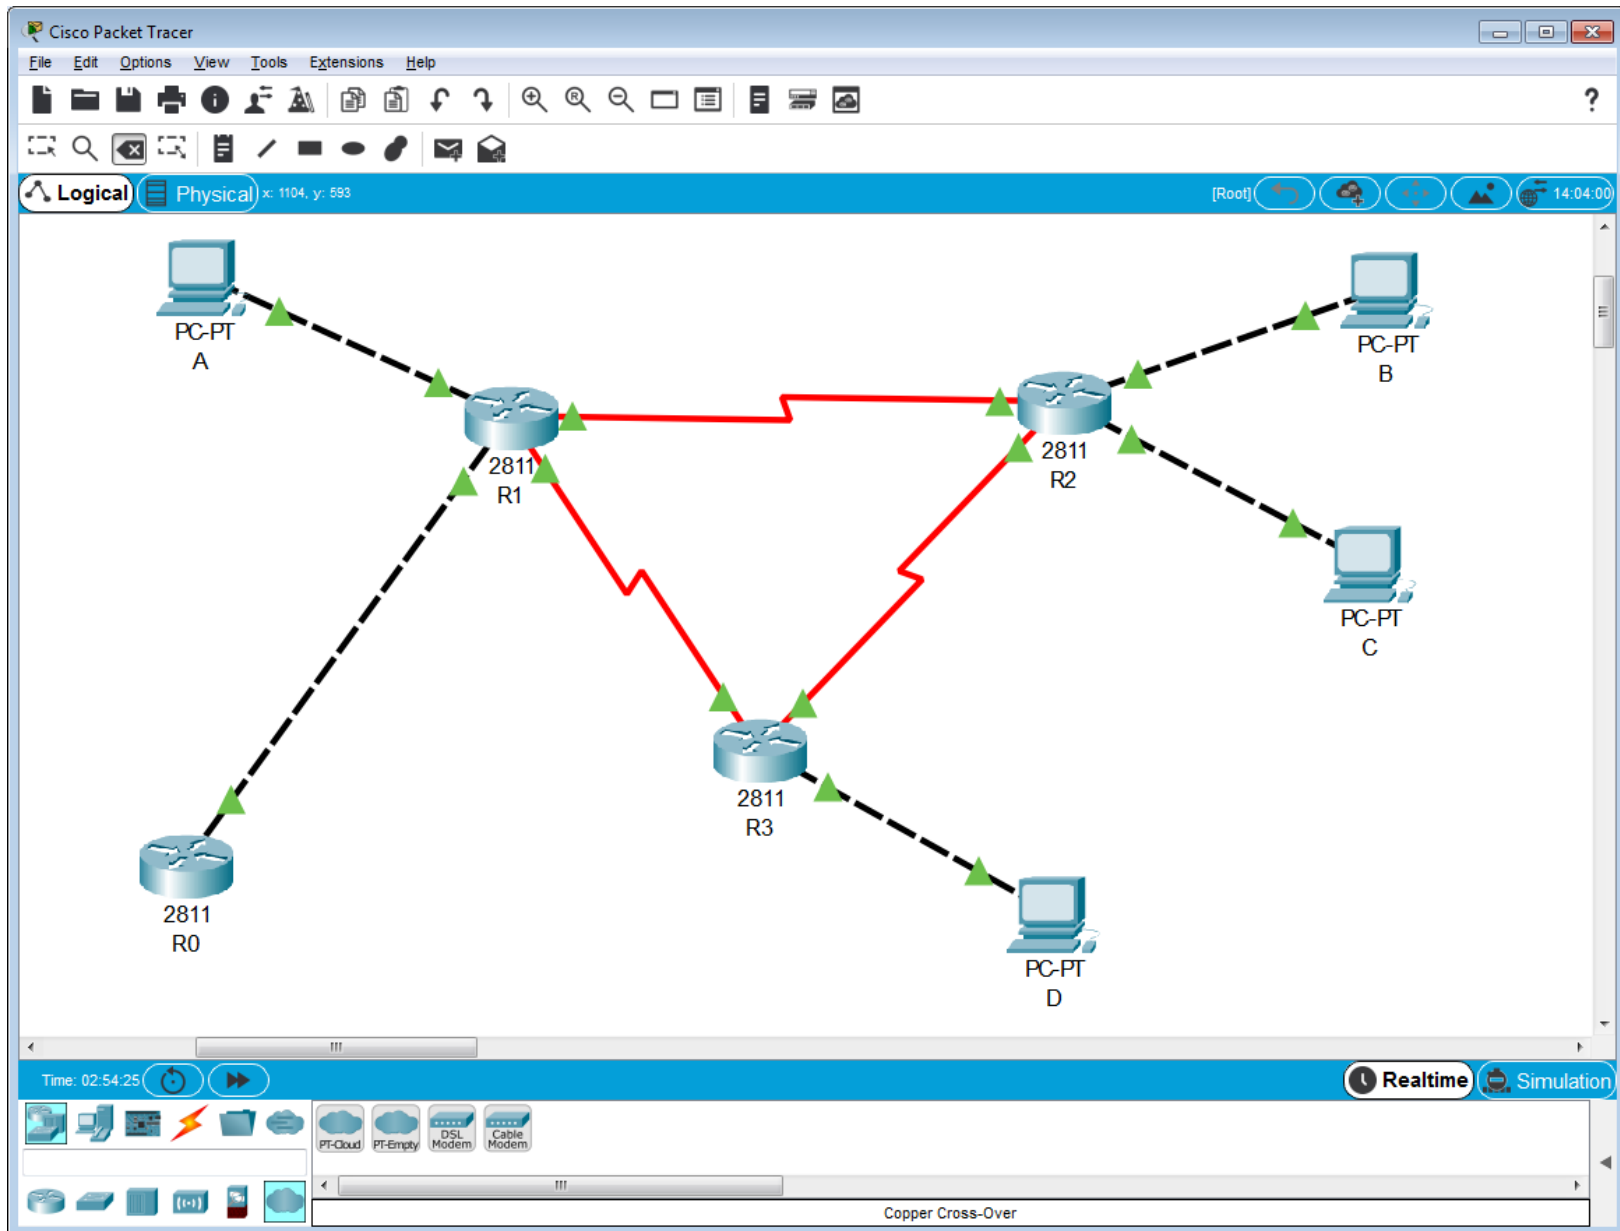 Cisco Packet Tracer
File Edit Options View Tools Extensions Help
?
Logical Physical x: 1104, y: 593 [Root] 14:04:00
PC-PT
A
PC-PT
B
2811
R1
2811
R2
PC-PT
C
2811
R3
2811
R0
PC-PT
D
Time: 02:54:25 Realtime Simulation
PT-Cloud PT-Empty DSL Modem Cable Modem
Copper Cross-Over